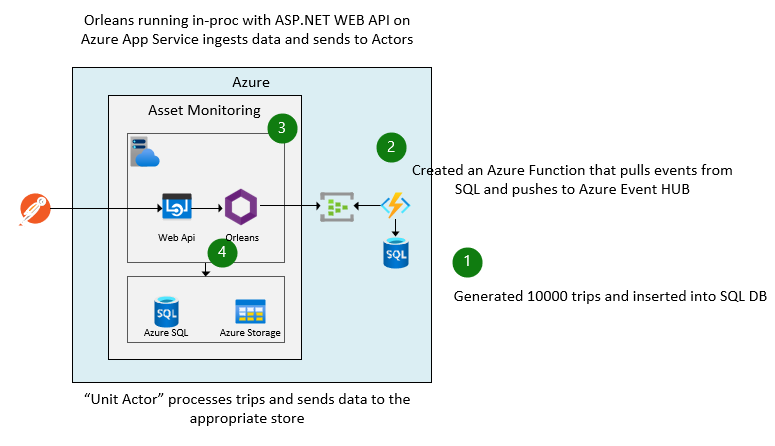 Orleans running in-proc with ASP.NET WEB API on
Azure App Service ingests data and sends to Actors
Azure
Asset Monitoring
3
2
Created an Azure Function that pulls events from
SQL and pushes to Azure Event HUB
Web Api
Orleans
4
SQL
1
Generated 10000 trips and inserted into SQL DB
SQL
Azure SQL
Azure Storage
“Unit Actor” processes trips and sends data to the
appropriate store